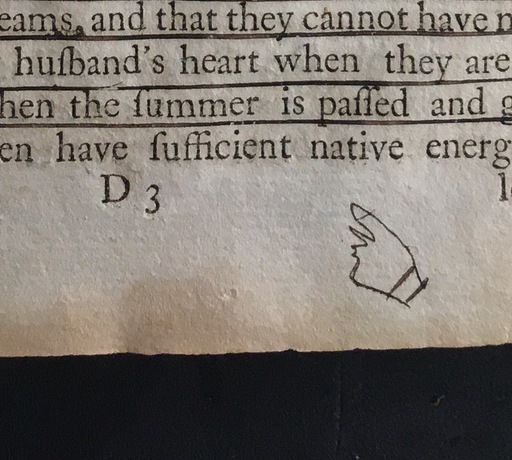 eams, and that they cannot have
huſband's heart when they are
hen the ſummer is paſſed and
en have ſufficient native energ
D 3